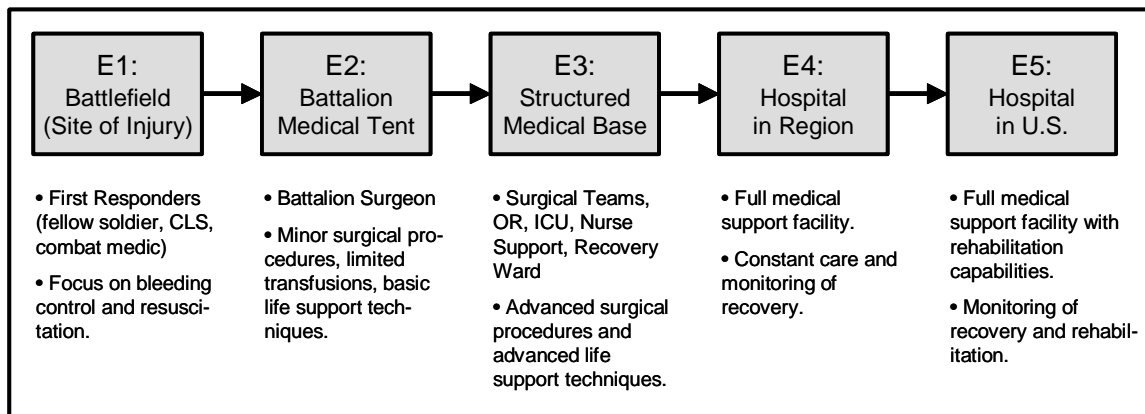 E1:
Battlefield
(Site of Injury)
E2:
Battalion
Medical Tent
E3:
Structured
Medical Base
E4:
Hospital
in Region
E5:
Hospital
in U.S.
• First Responders
(fellow soldier, CLS,
combat medic)
• Focus on bleeding
control and resusci-
tation.
• Battalion Surgeon
• Minor surgical pro-
cedures, limited
transfusions, basic
life support tech-
niques.
• Surgical Teams,
OR, ICU, Nurse
Support, Recovery
Ward
• Advanced surgical
procedures and
advanced life
support techniques.
• Full medical
support facility.
• Constant care and
monitoring of
recovery.
• Full medical
support facility with
rehabilitation
capabilities.
• Monitoring of
recovery and rehabil-
itation.